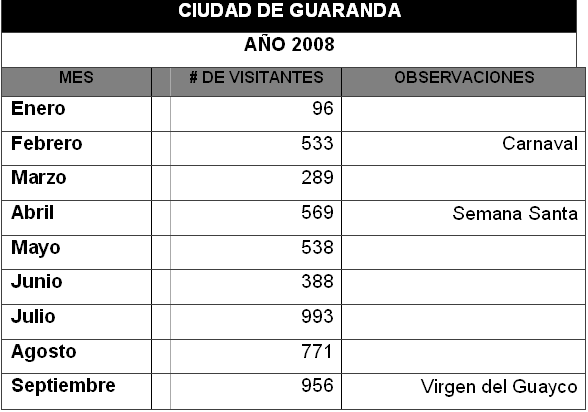 CIUDAD DE GUARANDA
AÑO 2008
MES # DE VISITANTES OBSERVACIONES
Enero 96
Febrero 533 Carnaval
Marzo 289
Abril 569 Semana Santa
Mayo 538
Junio 388
Julio 993
Agosto 771
Septiembre 956 Virgen del Guayco